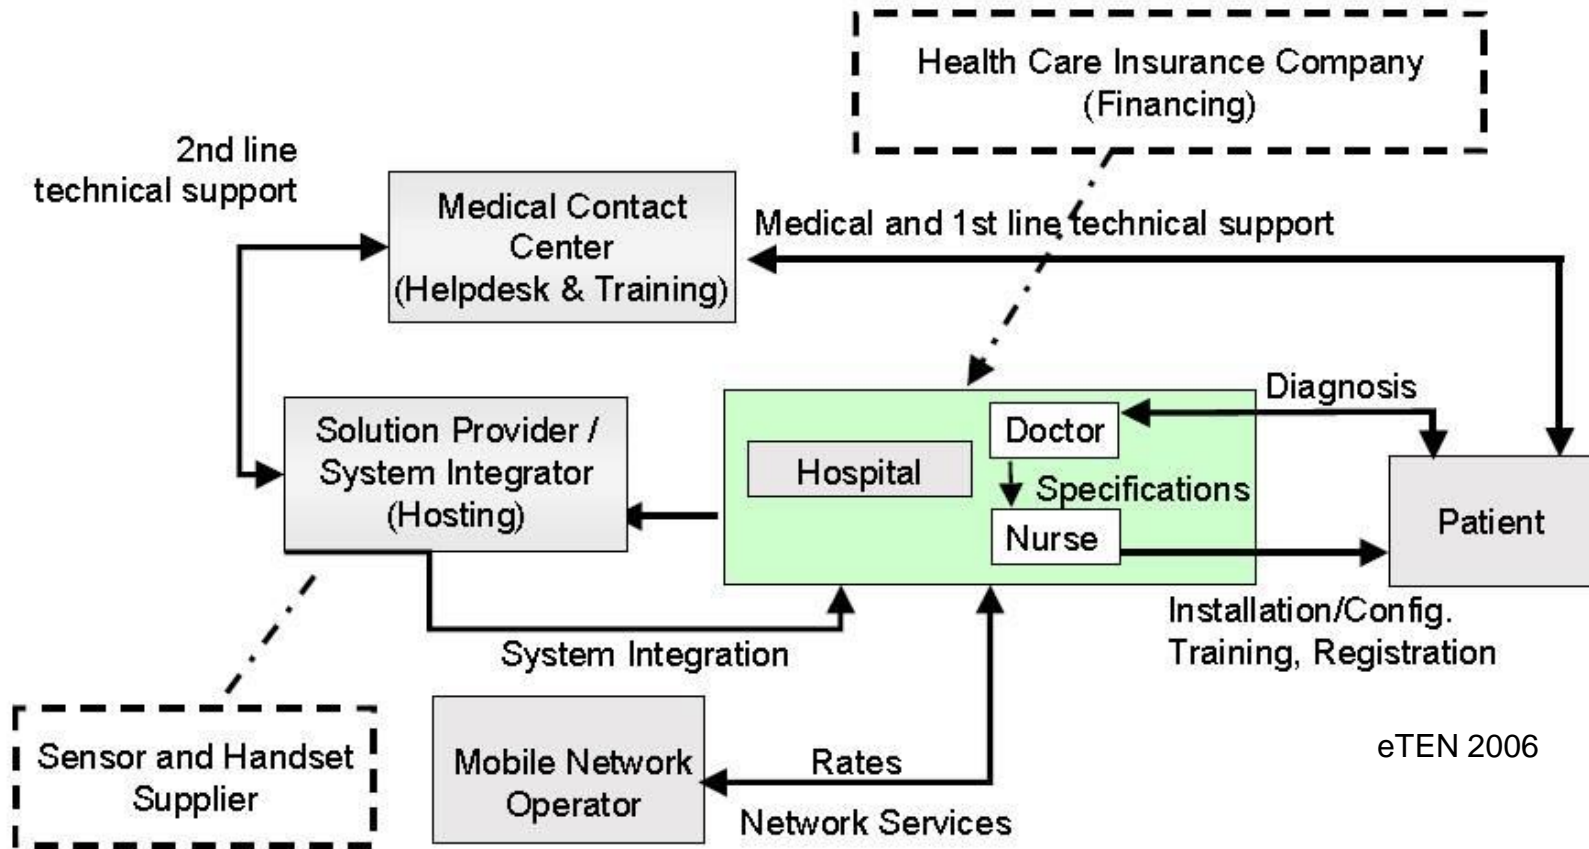 Health Care Insurance Company
(Financing)
2nd line
technical support
Medical Contact
Center
(Helpdesk & Training)
Medical and 1st line technical support
Diagnosis
Solution Provider /
System Integrator
(Hosting)
Hospital
Doctor
Specifications
Nurse
Patient
Installation/Config.
Training, Registration
System Integration
Sensor and Handset
Supplier
Mobile Network
Operator
Rates
Network Services
eTEN 2006